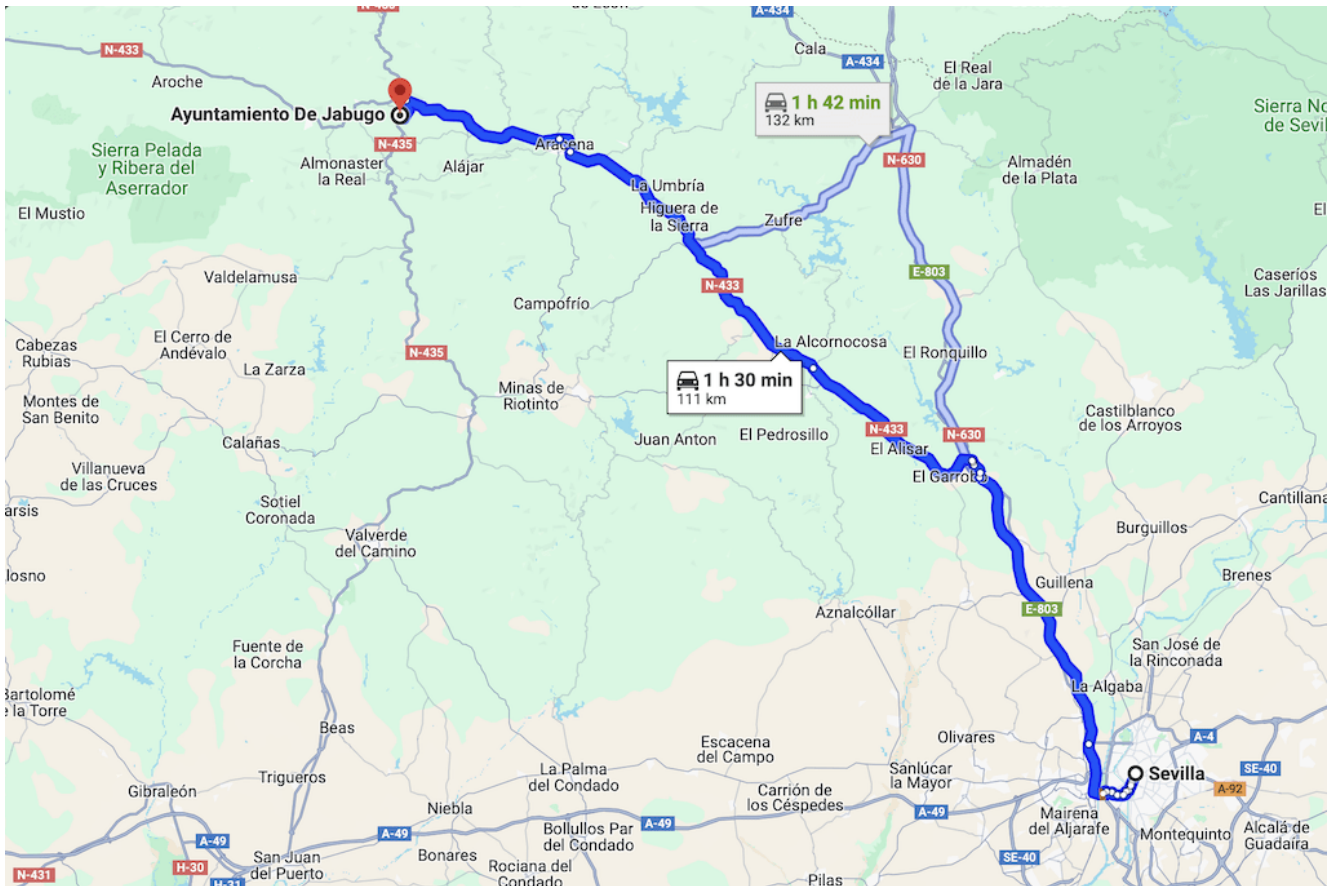 N-435
de León
A-434
N-433
Cala
A-434
Aroche
El Real
de la Jara
1 h 42 min
132 km
Sierra No
de Sevil
Ayuntamiento De Jabugo
N-435
Aracena
Sierra Pelada
y Ribera del
Aserrador
Almonaster
la Real
Alájar
N-630
Almadén
de la Plata
La Umbría
El Mustio
Higuera de
la Sierra
Zufre
El
Valdelamusa
E-803
Caseríos
Las Jarillas
N-433
Campofrío
El Cerro de
Andévalo
Cabezas
Rubias
La Alcornocosa
El Ronquillo
N-435
La Zarza
1 h 30 min
111 km
Minas de
Riotinto
Montes de
San Benito
Castilblanco
de los Arroyos
N-433
N-630
Calañas
Juan Anton
El Pedrosillo
El Alisar
Villanueva
de las Cruces
El Garrobo
Sotiel
Coronada
arsis
Cantillana
Valverde
del Camino
Burguillos
losno
Guillena
Brenes
Aznalcóllar
E-803
Fuente de
la Corcha
San José de
la Rinconada
Bartolomé
e la Torre
La Algaba
Beas
Olivares
A-4
Escacena
del Campo
Trigueros
La Palma
del Condado
Sanlúcar
la Mayor
Sevilla
SE-40
Gibraleón
Carrión de
los Céspedes
A-92
Niebla
A-49
Mairena
del Aljarafe
A-49
A-49
A-49
Bollullos Par
del Condado
Montequinto
Alcalá de
Guadaira
San Juan
del Puerto
Bonares
SE-40
N-431
H-30
Rociana del
Condado
H-31
Pilas